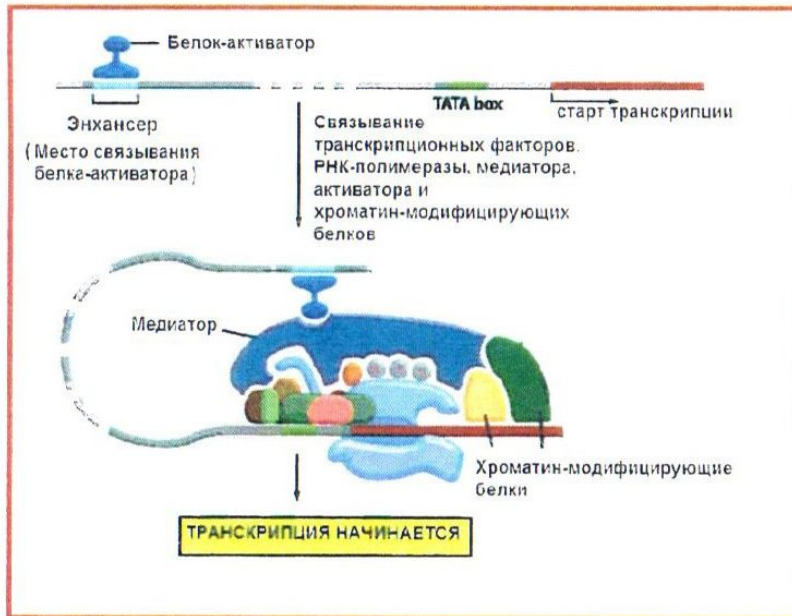 Белок-активатор
TATA box
старт транскрипции
Энхансер
(Место связывания
белка-активатора)
Связывание
транскрипционных факторов.
РНК-полимеразы, медиатора,
активатора и
хроматин-модифицирующих
белков
Медиатор
Хроматин-модифицирующие
белки
ТРАНСКРИПЦИЯ НАЧИНАЕТСЯ